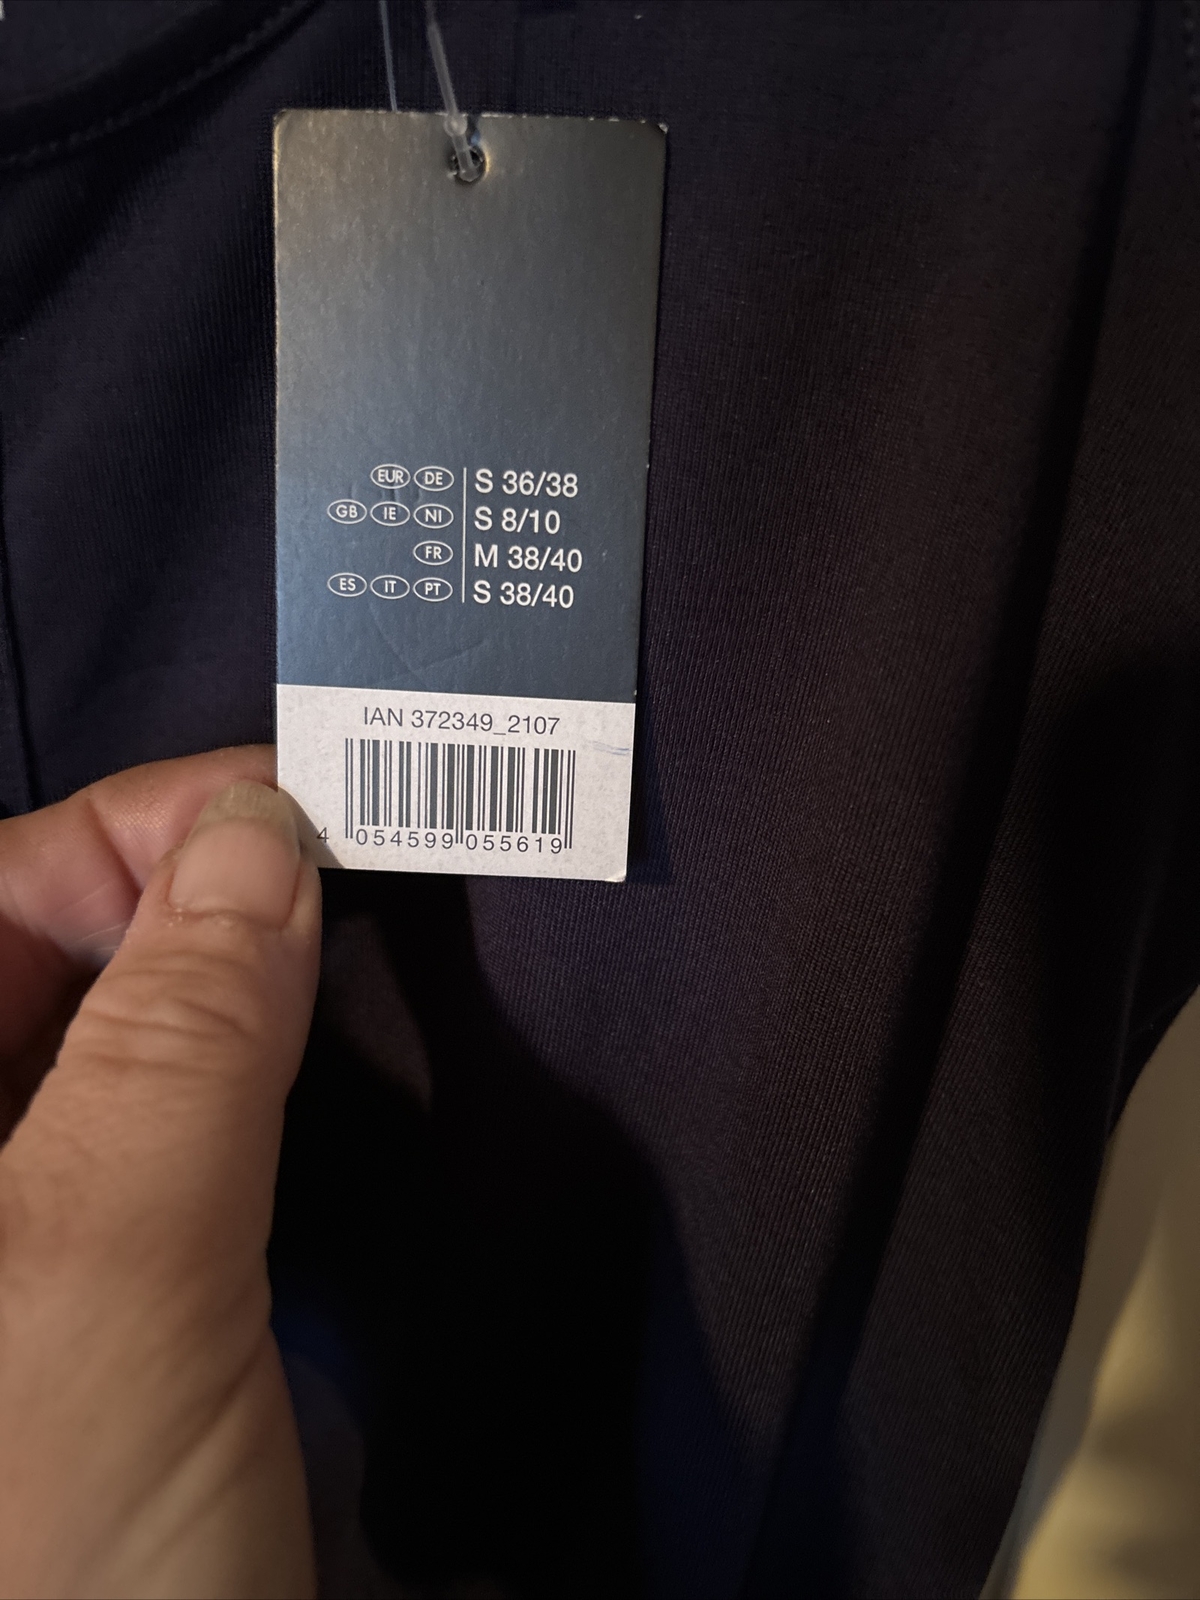 EUR DE S 36/38
GB IE NI S 8/10
FR M 38/40
ES IT PT S 38/40
IAN 372349_2107
4 054599 055619